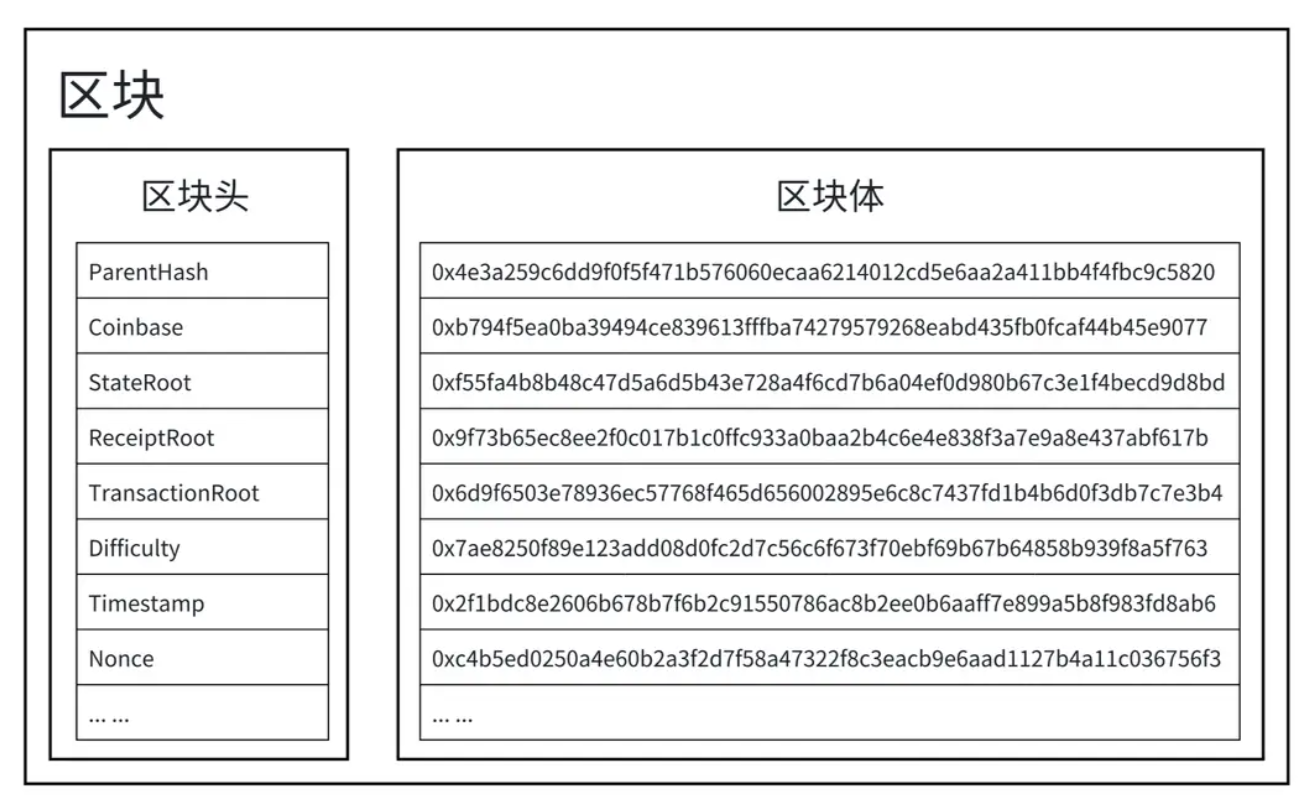 区块
区块头
ParentHash
Coinbase
StateRoot
ReceiptRoot
TransactionRoot
Difficulty
Timestamp
Nonce
... ...
区块体
0x4e3a259c6dd9f0f5f471b576060ecaa6214012cd5e6aa2a411bb4f4fbc9c5820
0xb794f5ea0ba39494ce839613fffba74279579268eabd435fb0fcaf44b45e9077
0xf55fa4b8b48c47d5a6d5b43e728a4f6cd7b6a04ef0d980b67c3e1f4becd9d8bd
0x9f73b65ec8ee2f0c017b1c0ffc933a0baa2b4c6e4e838f3a7e9a8e437abf617b
0x6d9f6503e78936ec57768f465d656002895e6c8c7437fd1b4b6d0f3db7c7e3b4
0x7ae8250f89e123add08d0fc2d7c56c6f673f70ebf69b67b64858b939f8a5f763
0x2f1bdc8e2606b678b7f6b2c91550786ac8b2ee0b6aaff7e899a5b8f983fd8ab6
0xc4b5ed0250a4e60b2a3f2d7f58a47322f8c3eacb9e6aad1127b4a11c036756f3
... ...